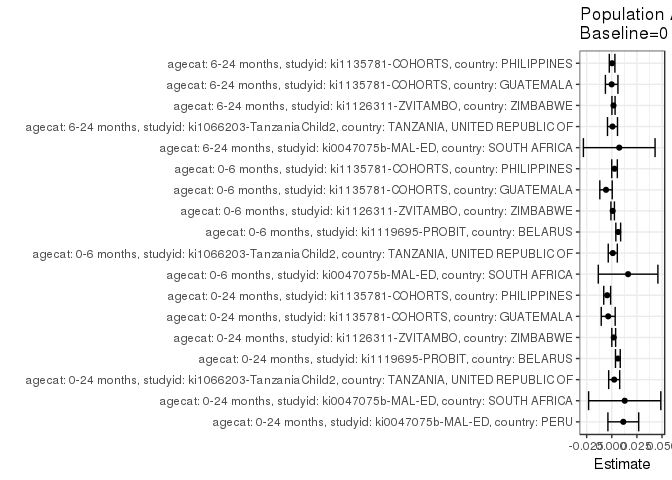 Population
Baseline=0
agecat: 6-24 months, studyid: ki1135781-COHORTS, country: PHILIPPINES
agecat: 6-24 months, studyid: ki1135781-COHORTS, country: GUATEMALA
agecat: 6-24 months, studyid: ki1126311-ZVITAMBO, country: ZIMBABWE
agecat: 6-24 months, studyid: ki1066203-TanzaniaChild2, country: TANZANIA, UNITED REPUBLIC OF
agecat: 6-24 months, studyid: ki0047075b-MAL-ED, country: SOUTH AFRICA
agecat: 0-6 months, studyid: ki1135781-COHORTS, country: PHILIPPINES
agecat: 0-6 months, studyid: ki1135781-COHORTS, country: GUATEMALA
agecat: 0-6 months, studyid: ki1126311-ZVITAMBO, country: ZIMBABWE
agecat: 0-6 months, studyid: ki1119695-PROBIT, country: BELARUS
agecat: 0-6 months, studyid: ki1066203-TanzaniaChild2, country: TANZANIA, UNITED REPUBLIC OF
agecat: 0-6 months, studyid: ki0047075b-MAL-ED, country: SOUTH AFRICA
agecat: 0-24 months, studyid: ki1135781-COHORTS, country: PHILIPPINES
agecat: 0-24 months, studyid: ki1135781-COHORTS, country: GUATEMALA
agecat: 0-24 months, studyid: ki1126311-ZVITAMBO, country: ZIMBABWE
agecat: 0-24 months, studyid: ki1119695-PROBIT, country: BELARUS
agecat: 0-24 months, studyid: ki1066203-TanzaniaChild2, country: TANZANIA, UNITED REPUBLIC OF
agecat: 0-24 months, studyid: ki0047075b-MAL-ED, country: SOUTH AFRICA
agecat: 0-24 months, studyid: ki0047075b-MAL-ED, country: PERU
-0.025 0.000 0.025 0.050
Estimate